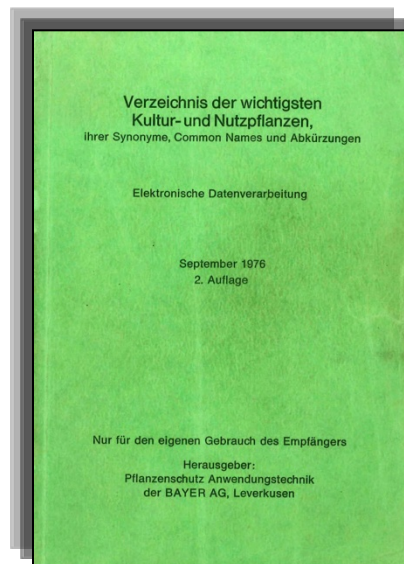 Verzeichnis der wichtigsten
Kultur- und Nutzpflanzen,
ihrer Synonyme, Common Names und Abkürzungen
Elektronische Datenverarbeitung
September 1976
2. Auflage
Nur für den eigenen Gebrauch des Empfängers
Herausgeber:
Pflanzenschutz Anwendungstechnik
der BAYER AG, Leverkusen